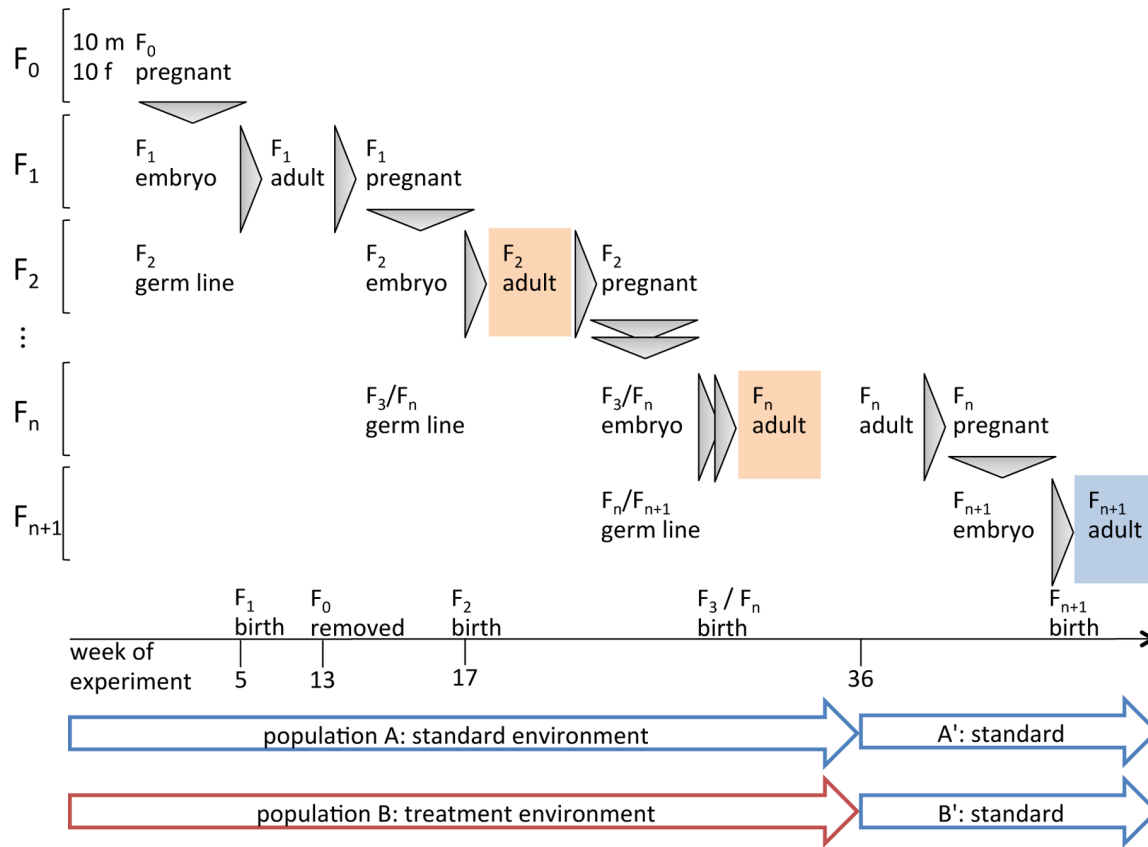 F0
10 m F0
10 f pregnant
F1
F1 embryo
F1 adult
F1 pregnant
F2
F2 germ line
F2 embryo
F2 adult
F2 pregnant
⋮
Fn
F3/Fn germ line
F3/Fn embryo
Fn adult
Fn adult
Fn pregnant
Fn+1
Fn/Fn+1 germ line
Fn+1 embryo
Fn+1 adult
F1 birth
F0 removed
F2 birth
F3 / Fn birth
Fn+1 birth
week of experiment
5
13
17
36
population A: standard environment
A': standard
population B: treatment environment
B': standard